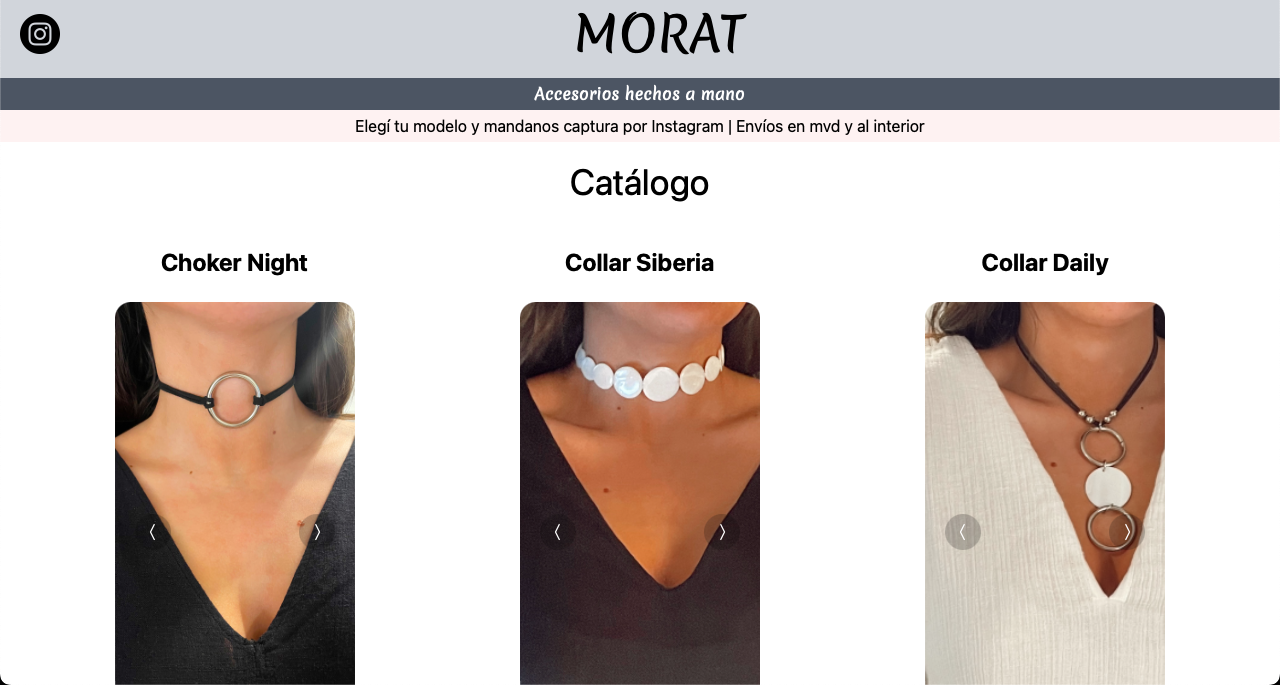 MORAT
Accesorios hechos a mano
Elegí tu modelo y mandanos captura por Instagram | Envíos en mvd y al interior
Catálogo
Choker Night
Collar Siberia
Collar Daily